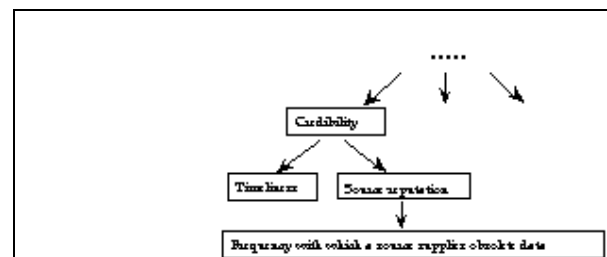 .....
Credibility
Timeliness
Source reputation
Frequency with which a source supplies obsolete data